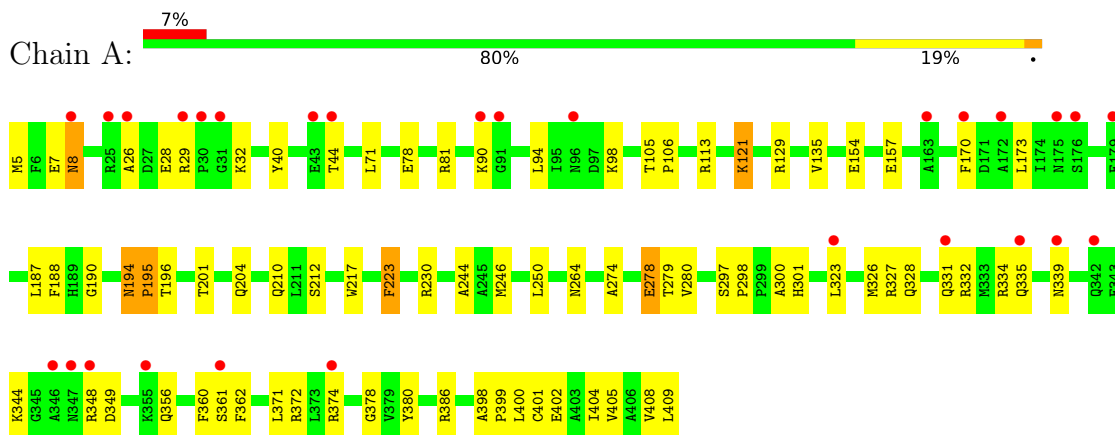 7%
Chain A:
80% 19% •
M5 F6 E7 N8 R25 A26 D27 E28 R29 P30 G31 K32 Y40 E43 T44 L71 E78 R81 K90 G91 L94 I95 N96 D97 K98 T105 P106 R113 K121 R129 V135 E154 E157 A163 F170 D171 A172 L173 I174 N175 S176
L187 F188 H189 G190 N194 P195 T196 T201 Q204 Q210 L211 S212 W217 F223 R230 A244 A245 M246 L250 N264 A274 E278 T279 V280 S297 P298 P299 A300 H301 L323 M326 R327 Q328 Q331 R332 M333 R334 Q335 N339 Q342
K344 G345 A346 N347 R348 D349 K355 Q356 F360 S361 F362 L371 R372 L373 R374 G378 V379 Y380 R386 A398 P399 L400 C401 E402 A403 I404 V405 A406 V408 L409